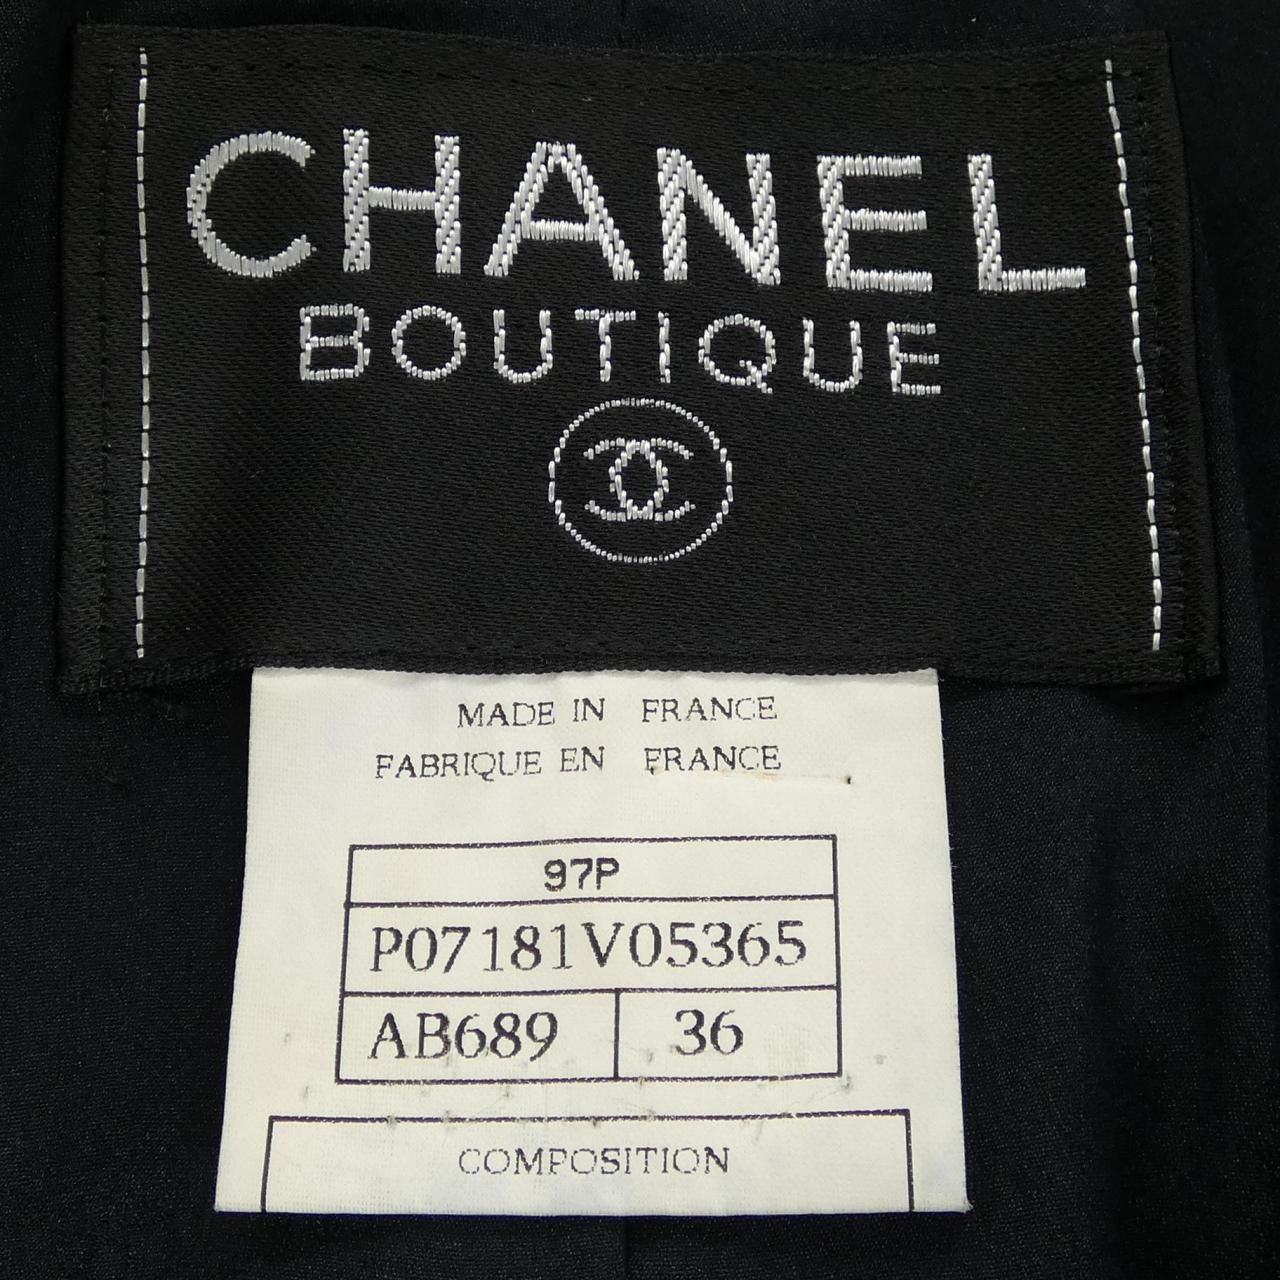 CHANEL
BOUTIQUE
MADE IN FRANCE
FABRIQUE EN FRANCE
97P
P07181V05365
AB689 36
COMPOSITION